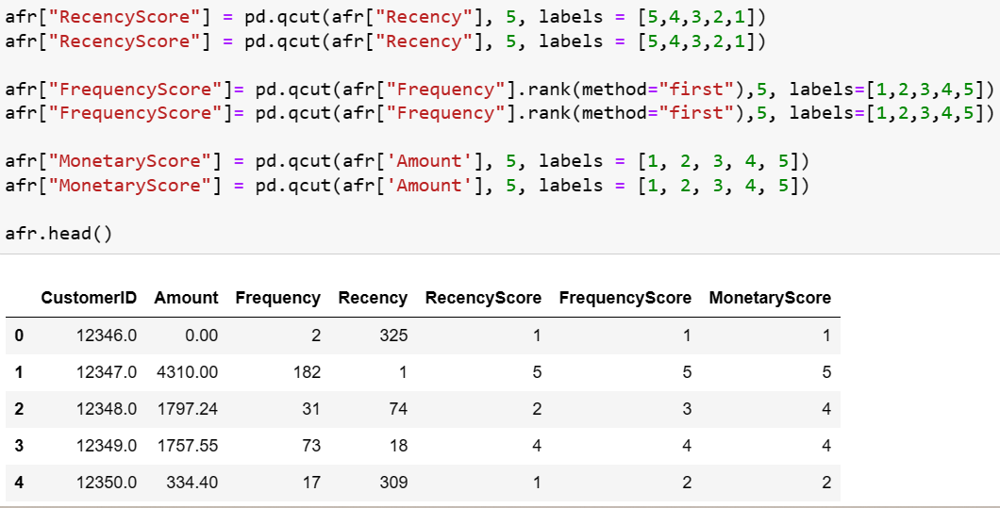 afr["RecencyScore"] = pd.qcut(afr["Recency"], 5, labels = [5,4,3,2,1])
afr["RecencyScore"] = pd.qcut(afr["Recency"], 5, labels = [5,4,3,2,1])
afr["FrequencyScore"]= pd.qcut(afr["Frequency"].rank(method="first"),5, labels=[1,2,3,4,5])
afr["FrequencyScore"]= pd.qcut(afr["Frequency"].rank(method="first"),5, labels=[1,2,3,4,5])
afr["MonetaryScore"] = pd.qcut(afr['Amount'], 5, labels = [1, 2, 3, 4, 5])
afr["MonetaryScore"] = pd.qcut(afr['Amount'], 5, labels = [1, 2, 3, 4, 5])
afr.head()
CustomerID Amount Frequency Recency RecencyScore FrequencyScore MonetaryScore
0 12346.0 0.00 2 325 1 1 1
1 12347.0 4310.00 182 1 5 5 5
2 12348.0 1797.24 31 74 2 3 4
3 12349.0 1757.55 73 18 4 4 4
4 12350.0 334.40 17 309 1 2 2